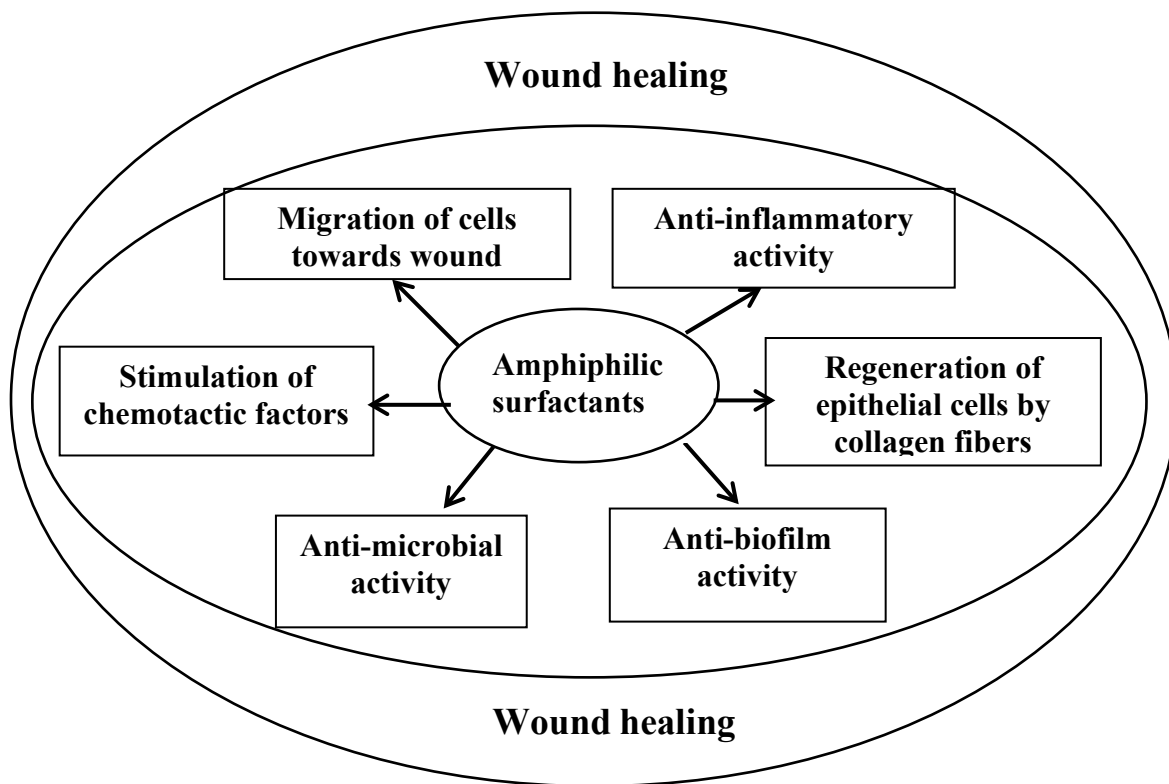 Wound healing
Migration of cells
towards wound
Anti-inflammatory
activity
Stimulation of
chemotactic factors
Amphiphilic
surfactants
Regeneration of
epithelial cells by
collagen fibers
Anti-microbial
activity
Anti-biofilm
activity
Wound healing